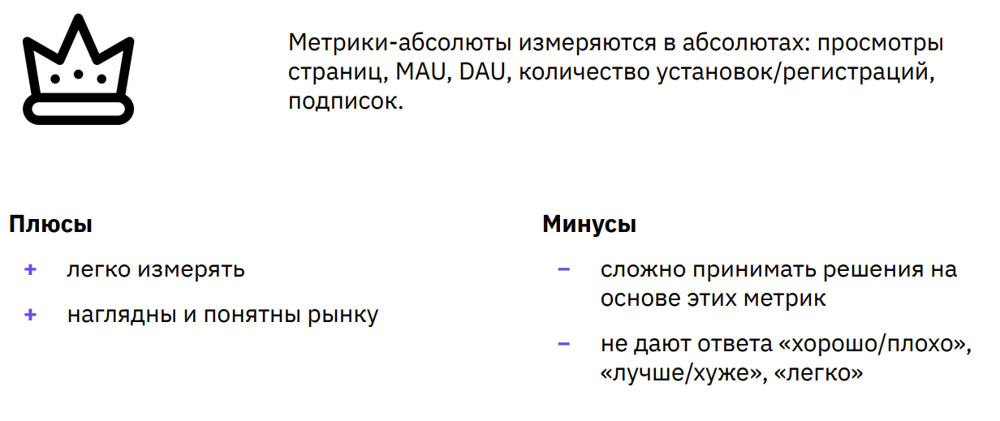 Метрики-абсолюты измеряются в абсолютах: просмотры
страниц, MAU, DAU, количество установок/регистраций,
подписок.
Плюсы
+ легко измерять
+ наглядны и понятны рынку
Минусы
– сложно принимать решения на
основе этих метрик
– не дают ответа «хорошо/плохо»,
«лучше/хуже», «легко»